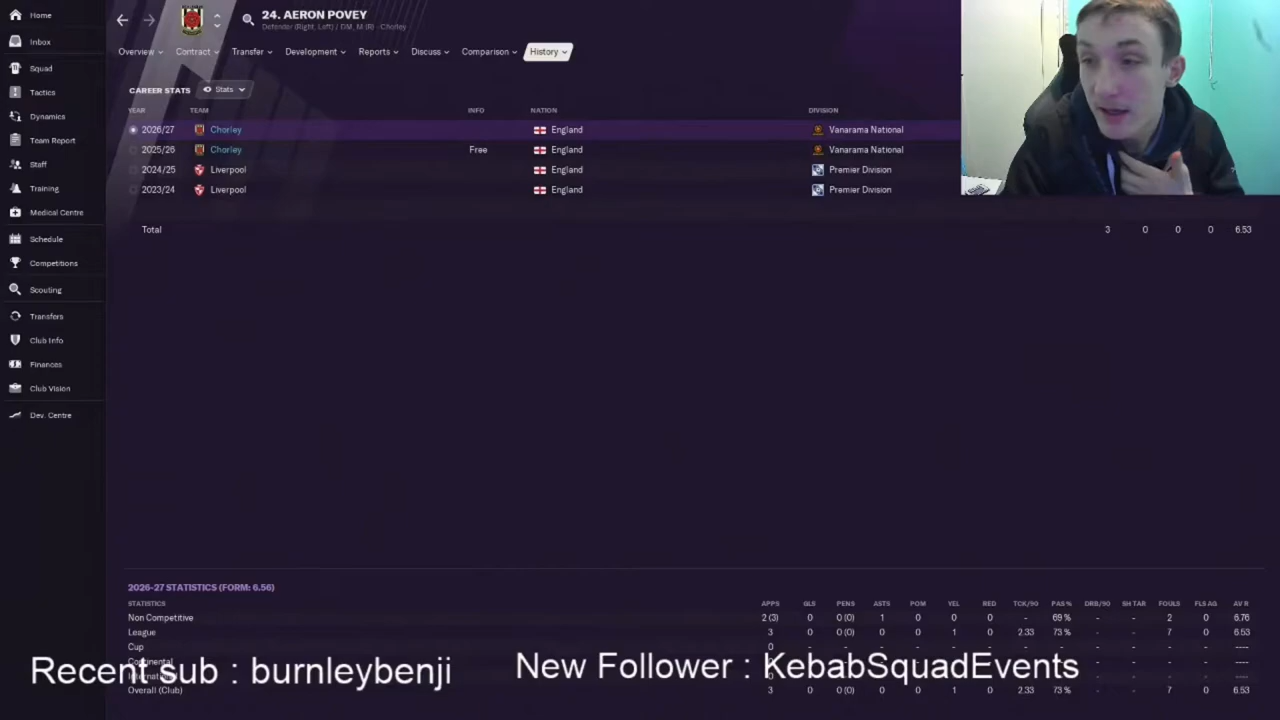 Home
Inbox
Squad
Tactics
Dynamics
Team Report
Staff
Training
Medical Centre
Schedule
Competitions
Scouting
Transfers
Club Info
Finances
Club Vision
Dev. Centre
24. AERON POVEY
Defender (Right, Left) / DM, M (R) - Chorley
Overview Contract Transfer Development Reports Discuss Comparison History
CAREER STATS Stats
YEAR TEAM INFO NATION DIVISION
2026/27 Chorley England Vanarama National
2025/26 Chorley Free England Vanarama National
2024/25 Liverpool England Premier Division
2023/24 Liverpool England Premier Division
Total 3 0 0 0 6.53
2026-27 STATISTICS (FORM: 6.56)
STATISTICS APPS GLS PENS ASTS POM YEL RED TCK/90 PAS % DRB/90 SH TAR FOULS FLS AG AV R
Non Competitive 2 (3) 0 0 (0) 1 0 0 0 - 69 % - - 2 0 6.76
League 3 0 0 (0) 0 0 1 0 2.33 73 % - - 7 0 6.53
Cup 0 - - - - - - - - - - - - ----
Continental
Overall (Club) 3 0 0 (0) 0 0 1 0 2.33 73 % - - 7 0 6.53
Recent sub : burnleybenji
New Follower : KebabSquadEvents